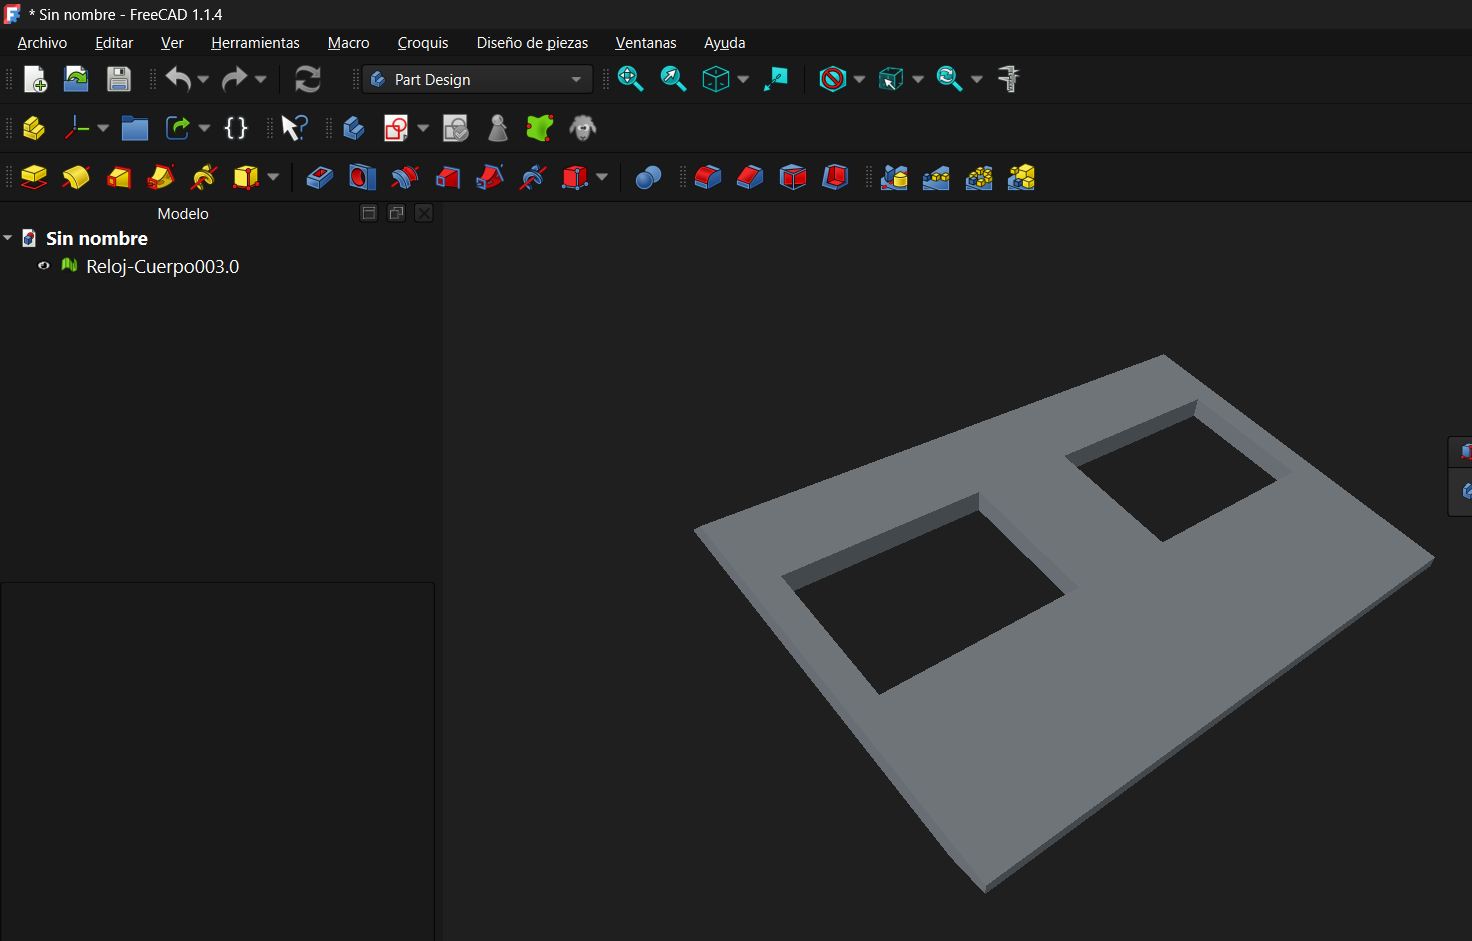 * Sin nombre - FreeCAD 1.1.4
Archivo Editar Ver Herramientas Macro Croquis Diseño de piezas Ventanas Ayuda
Part Design
Modelo
Sin nombre
Reloj-Cuerpo003.0